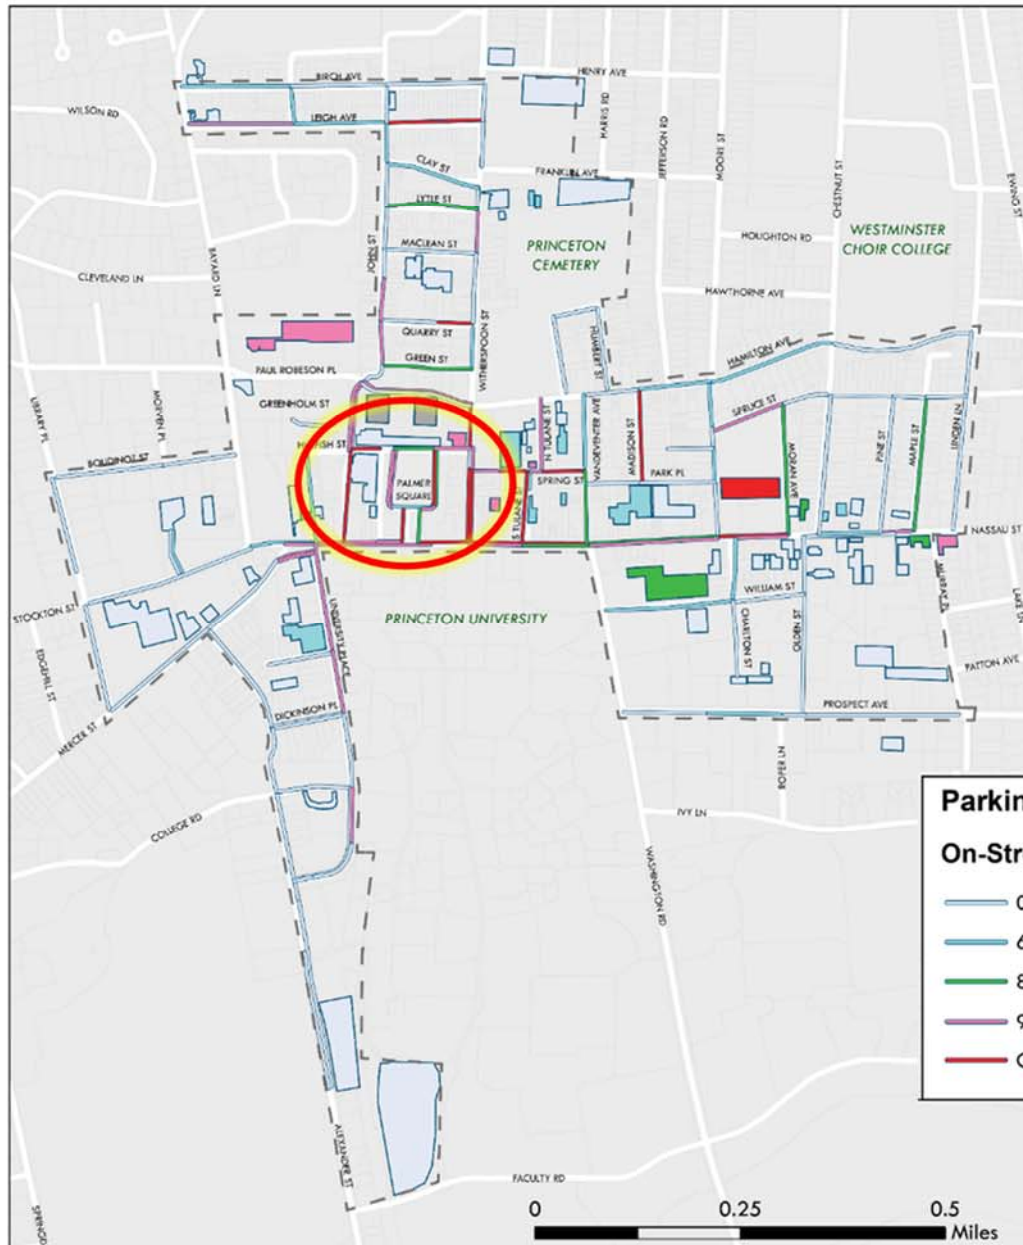 BIRCH AVE
HENRY AVE
WILSON RD
LEIGH AVE
HARRIS RD
JEFFERSON RD
MOORE ST
CHESTNUT ST
EWING ST
CLAY ST
FRANKLIN AVE
LYTLE ST
MACLEAN ST
JOHN ST
BAYARD LN
CLEVELAND LN
PRINCETON
CEMETERY
HOUGHTON RD
WESTMINSTER
CHOIR COLLEGE
HAWTHORNE AVE
QUARRY ST
GREEN ST
WITHERSPOON ST
HUMBERT ST
HAMILTON AVE
PAUL ROBESON PL
GREENHOLM ST
LIBRARY PL
MORVEN PL
BOUDINOT ST
PALMER
SQUARE
N TULANE ST
S TULANE ST
SPRING ST
VANDEVENTER AVE
MADISON ST
PARK PL
SPRUCE ST
MORAN AVE
PINE ST
MAPLE ST
LINDEN LN
NASSAU ST
STOCKTON ST
EDGEHILL ST
MERCER ST
UNIVERSITY PLACE
DICKINSON PL
PRINCETON UNIVERSITY
WILLIAM ST
CHARLTON ST
OLDEN ST
MURRAY PL
PATTON AVE
PROSPECT AVE
ROPER LN
IVY LN
COLLEGE RD
WASHINGTON RD
ALEXANDER ST
FACULTY RD
Parkin
On-Str
0
0.25
0.5
Miles